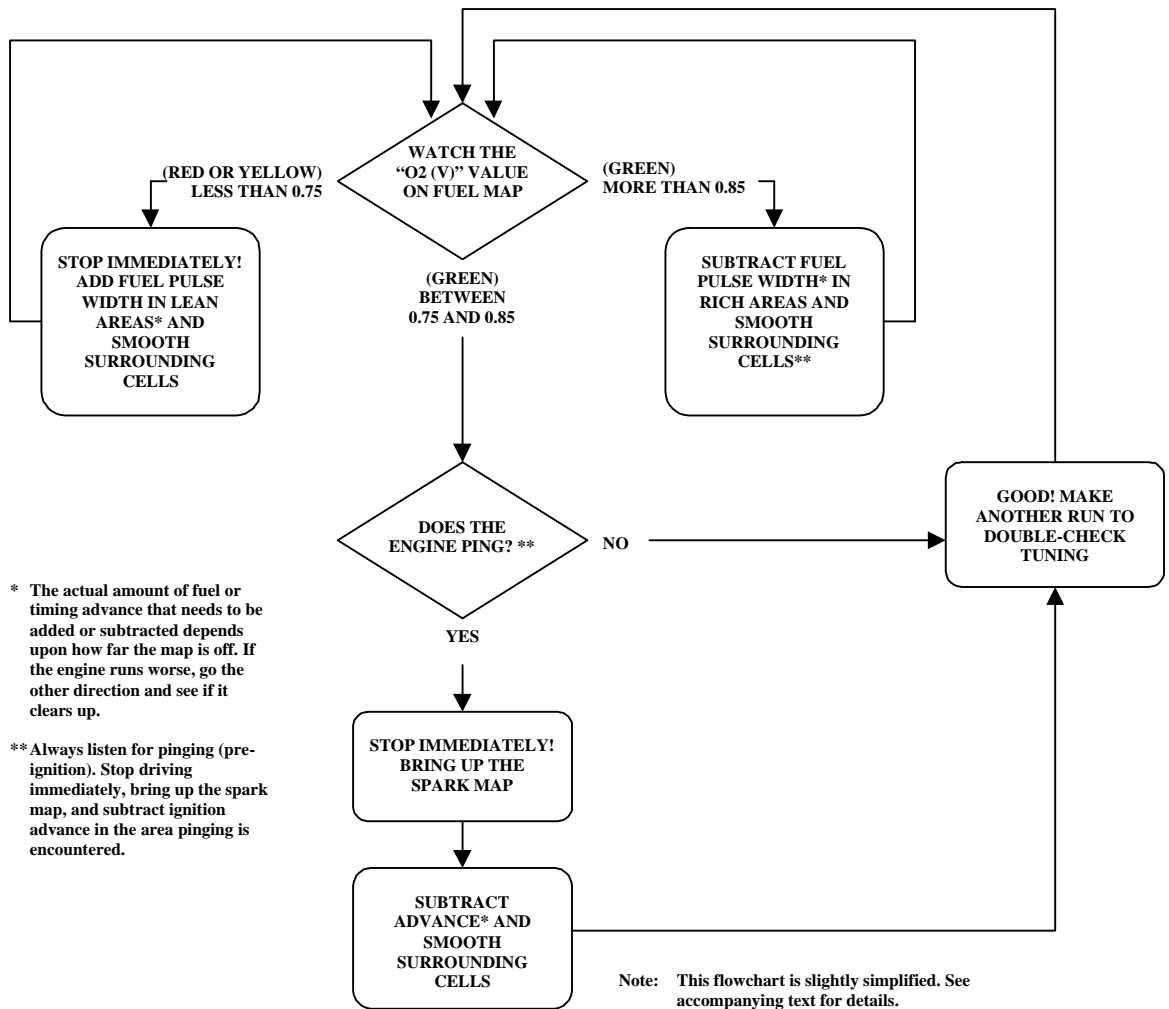 WATCH THE
“O2 (V)” VALUE
ON FUEL MAP
(RED OR YELLOW)
LESS THAN 0.75
(GREEN)
MORE THAN 0.85
STOP IMMEDIATELY!
ADD FUEL PULSE
WIDTH IN LEAN
AREAS* AND
SMOOTH
SURROUNDING
CELLS
(GREEN)
BETWEEN
0.75 AND 0.85
SUBTRACT FUEL
PULSE WIDTH* IN
RICH AREAS AND
SMOOTH
SURROUNDING
CELLS**
DOES THE
ENGINE PING? **
NO
GOOD! MAKE
ANOTHER RUN TO
DOUBLE-CHECK
TUNING
YES
STOP IMMEDIATELY!
BRING UP THE
SPARK MAP
SUBTRACT
ADVANCE* AND
SMOOTH
SURROUNDING
CELLS
* The actual amount of fuel or
timing advance that needs to be
added or subtracted depends
upon how far the map is off. If
the engine runs worse, go the
other direction and see if it
clears up.
** Always listen for pinging (pre-
ignition). Stop driving
immediately, bring up the spark
map, and subtract ignition
advance in the area pinging is
encountered.
Note: This flowchart is slightly simplified. See
accompanying text for details.